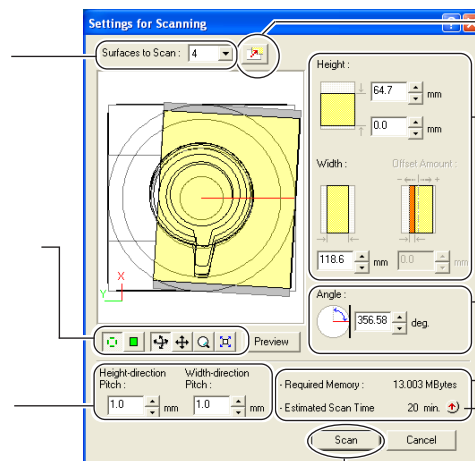 Settings for Scanning
Surfaces to Scan : 4
Height :
64.7 mm
0.0 mm
Width :
Offset Amount :
- +
118.6 mm
0.0 mm
X
Y
Angle :
356.58 deg.
Preview
Height-direction Pitch :
Width-direction Pitch :
1.0 mm
1.0 mm
- Required Memory : 13.003 MBytes
- Estimated Scan Time 20 min.
Scan
Cancel